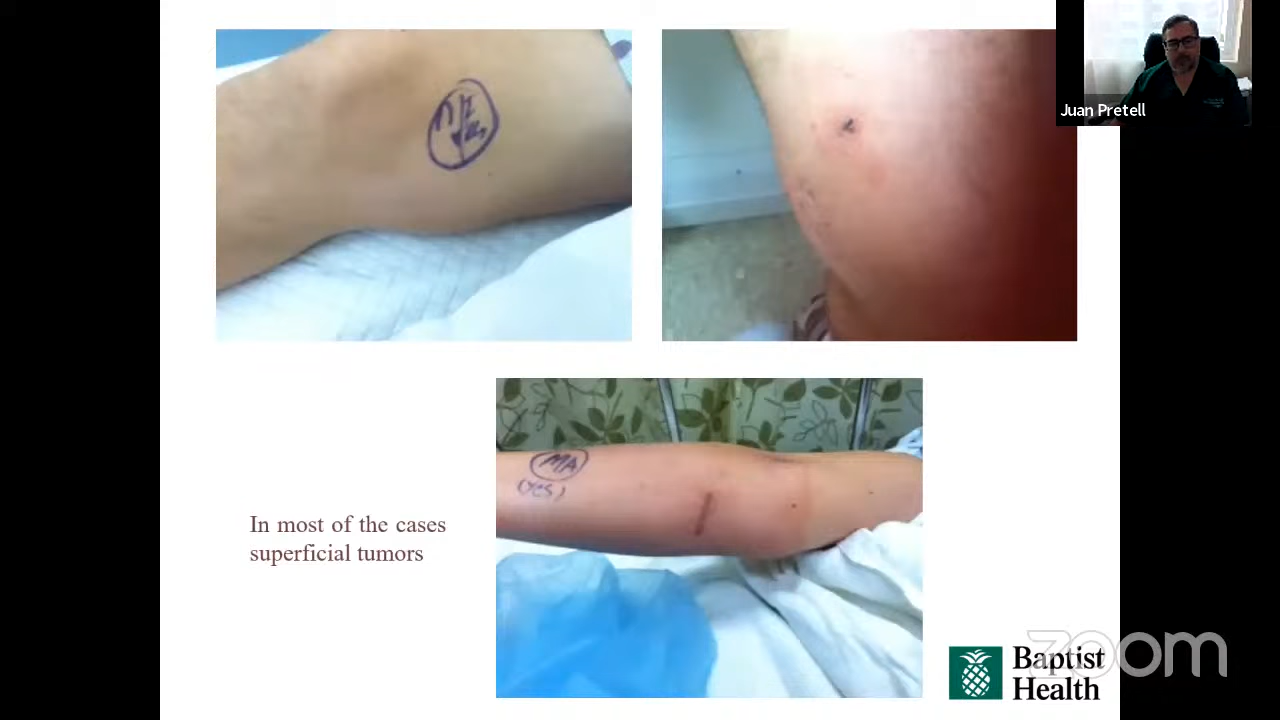 Juan Pretell
MA
(YES)
In most of the cases
superficial tumors
zoom
Baptist
Health